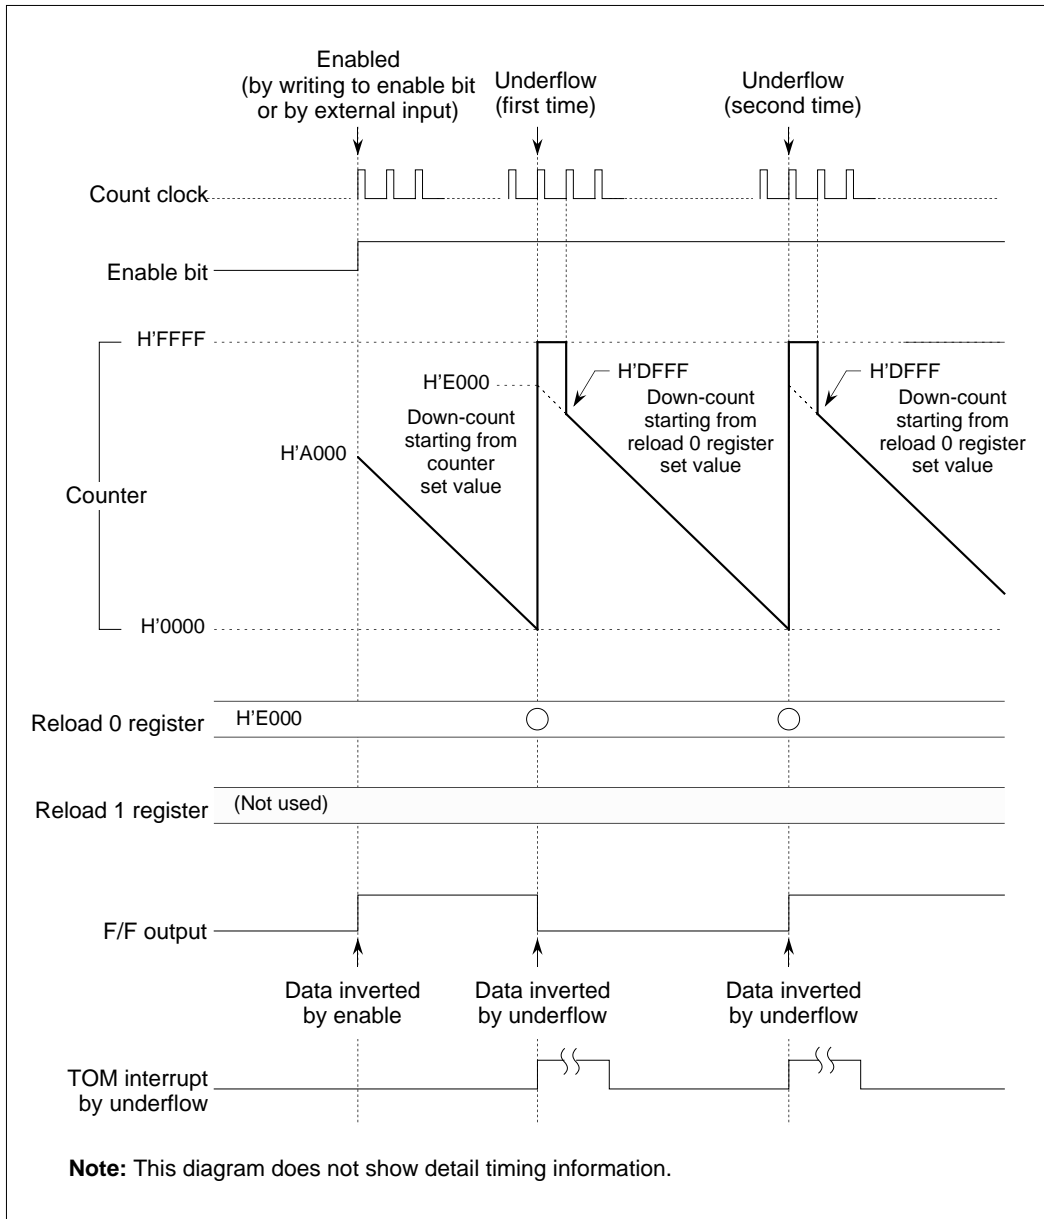 Enabled
(by writing to enable bit
or by external input)
Underflow
(first time)
Underflow
(second time)
Count clock
Enable bit
H'FFFF
H'E000
H'DFFF
H'DFFF
Down-count
starting from
counter
set value
Down-count
starting from
reload 0 register
set value
Down-count
starting from
reload 0 register
set value
H'A000
Counter
H'0000
Reload 0 register
H'E000
Reload 1 register
(Not used)
F/F output
Data inverted
by enable
Data inverted
by underflow
Data inverted
by underflow
TOM interrupt
by underflow
Note: This diagram does not show detail timing information.